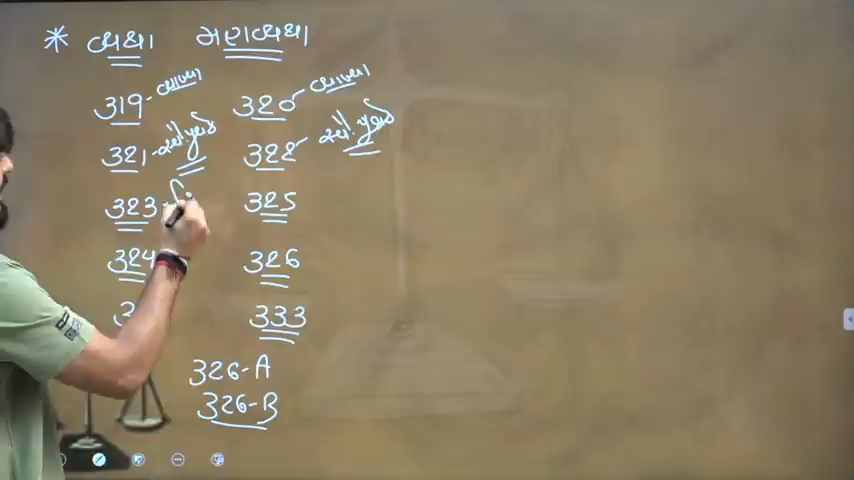 * વ્યથા મહાવ્યથા
319 - વ્યાખ્યા 320 - વ્યાખ્યા
321 - 322 -
323 325
324 326
333
326-A
326-B